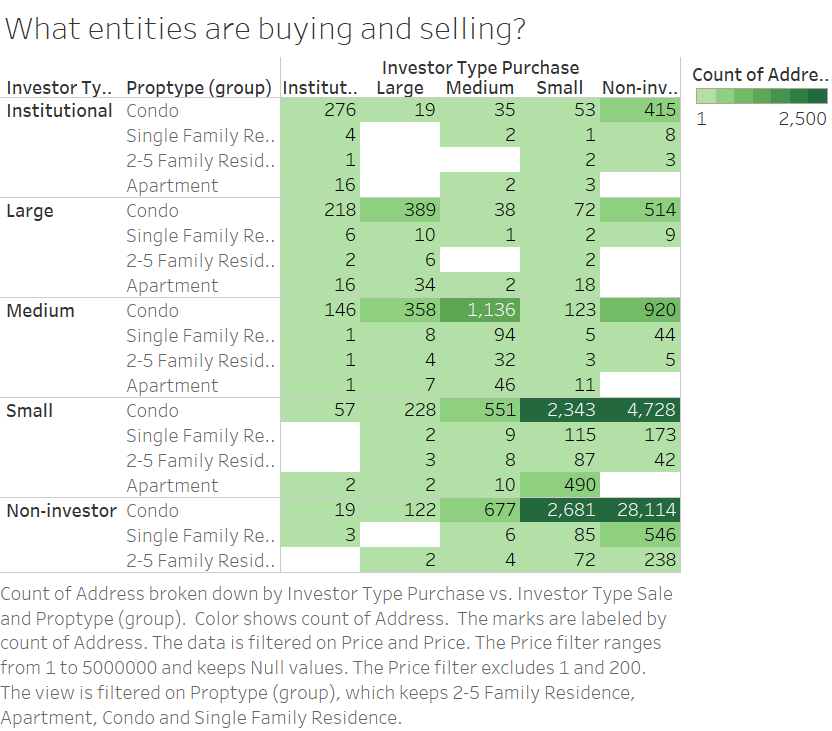 What entities are buying and selling?
Investor Type Purchase
Investor Ty.. Proptype (group) Institut.. Large Medium Small Non-inv..
Institutional Condo 276 19 35 53 415
Single Family Re.. 4 2 1 8
2-5 Family Resid.. 1 2 3
Apartment 16 2 3
Large Condo 218 389 38 72 514
Single Family Re.. 6 10 1 2 9
2-5 Family Resid.. 2 6 2
Apartment 16 34 2 18
Medium Condo 146 358 1,136 123 920
Single Family Re.. 1 8 94 5 44
2-5 Family Resid.. 1 4 32 3 5
Apartment 1 7 46 11
Small Condo 57 228 551 2,343 4,728
Single Family Re.. 2 9 115 173
2-5 Family Resid.. 3 8 87 42
Apartment 2 2 10 490
Non-investor Condo 19 122 677 2,681 28,114
Single Family Re.. 3 6 85 546
2-5 Family Resid.. 2 4 72 238
Count of Addre..
1 2,500
Count of Address broken down by Investor Type Purchase vs. Investor Type Sale
and Proptype (group). Color shows count of Address. The marks are labeled by
count of Address. The data is filtered on Price and Price. The Price filter ranges
from 1 to 5000000 and keeps Null values. The Price filter excludes 1 and 200.
The view is filtered on Proptype (group), which keeps 2-5 Family Residence,
Apartment, Condo and Single Family Residence.